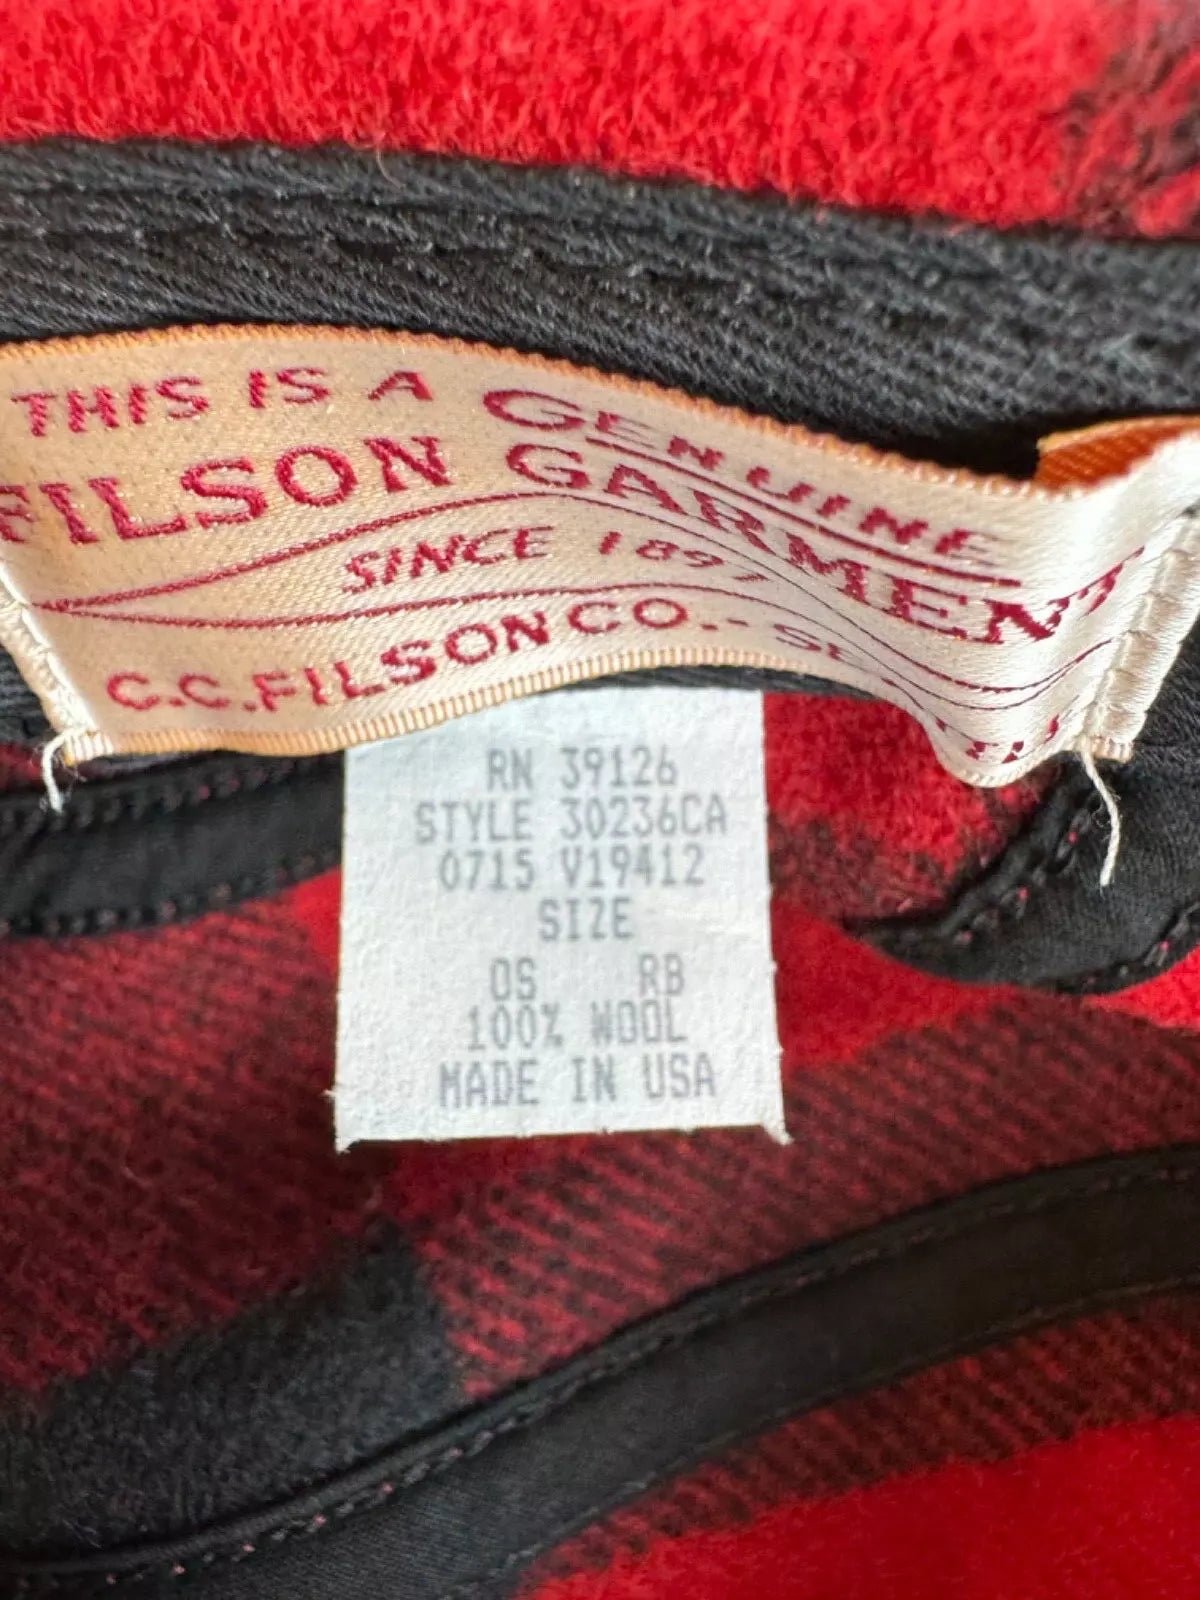 THIS IS A GENUINE
FILSON GARMENT
SINCE 1897
C.C. FILSON CO. -
RN 39126
STYLE 30236CA
0715 V19412
SIZE
OS RB
100% WOOL
MADE IN USA